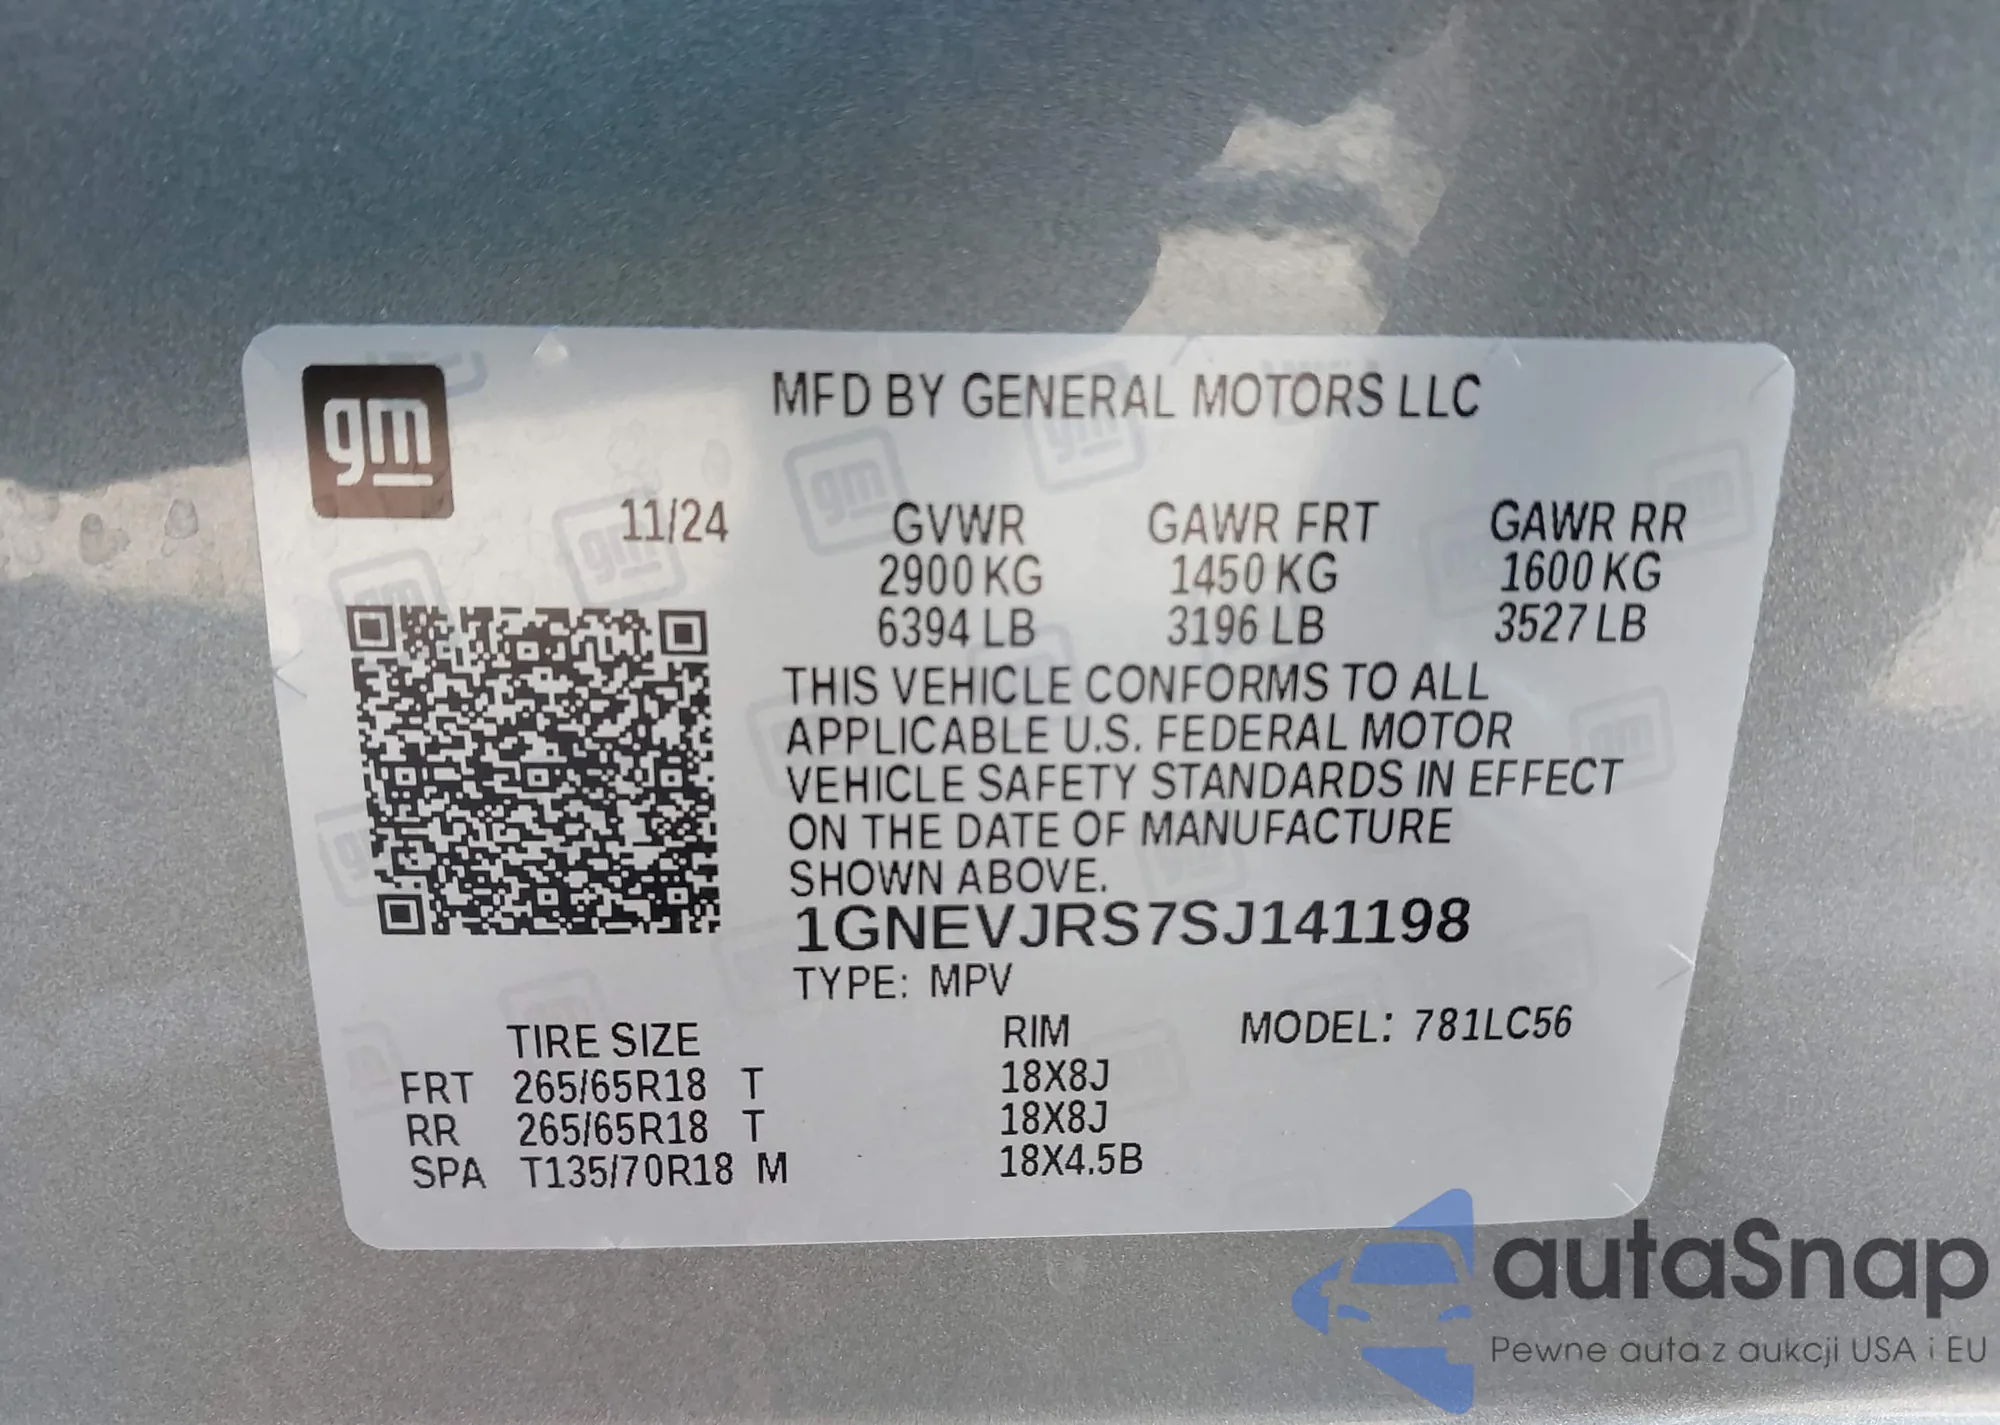 gm
MFD BY GENERAL MOTORS LLC
11/24
GVWR GAWR FRT GAWR RR
2900 KG 1450 KG 1600 KG
6394 LB 3196 LB 3527 LB
THIS VEHICLE CONFORMS TO ALL
APPLICABLE U.S. FEDERAL MOTOR
VEHICLE SAFETY STANDARDS IN EFFECT
ON THE DATE OF MANUFACTURE
SHOWN ABOVE.
1GNEVJRS7SJ141198
TYPE: MPV
TIRE SIZE RIM MODEL: 781LC56
FRT 265/65R18 T 18X8J
RR 265/65R18 T 18X8J
SPA T135/70R18 M 18X4.5B
autaSnap
Pewne auta z aukcji USA i EU